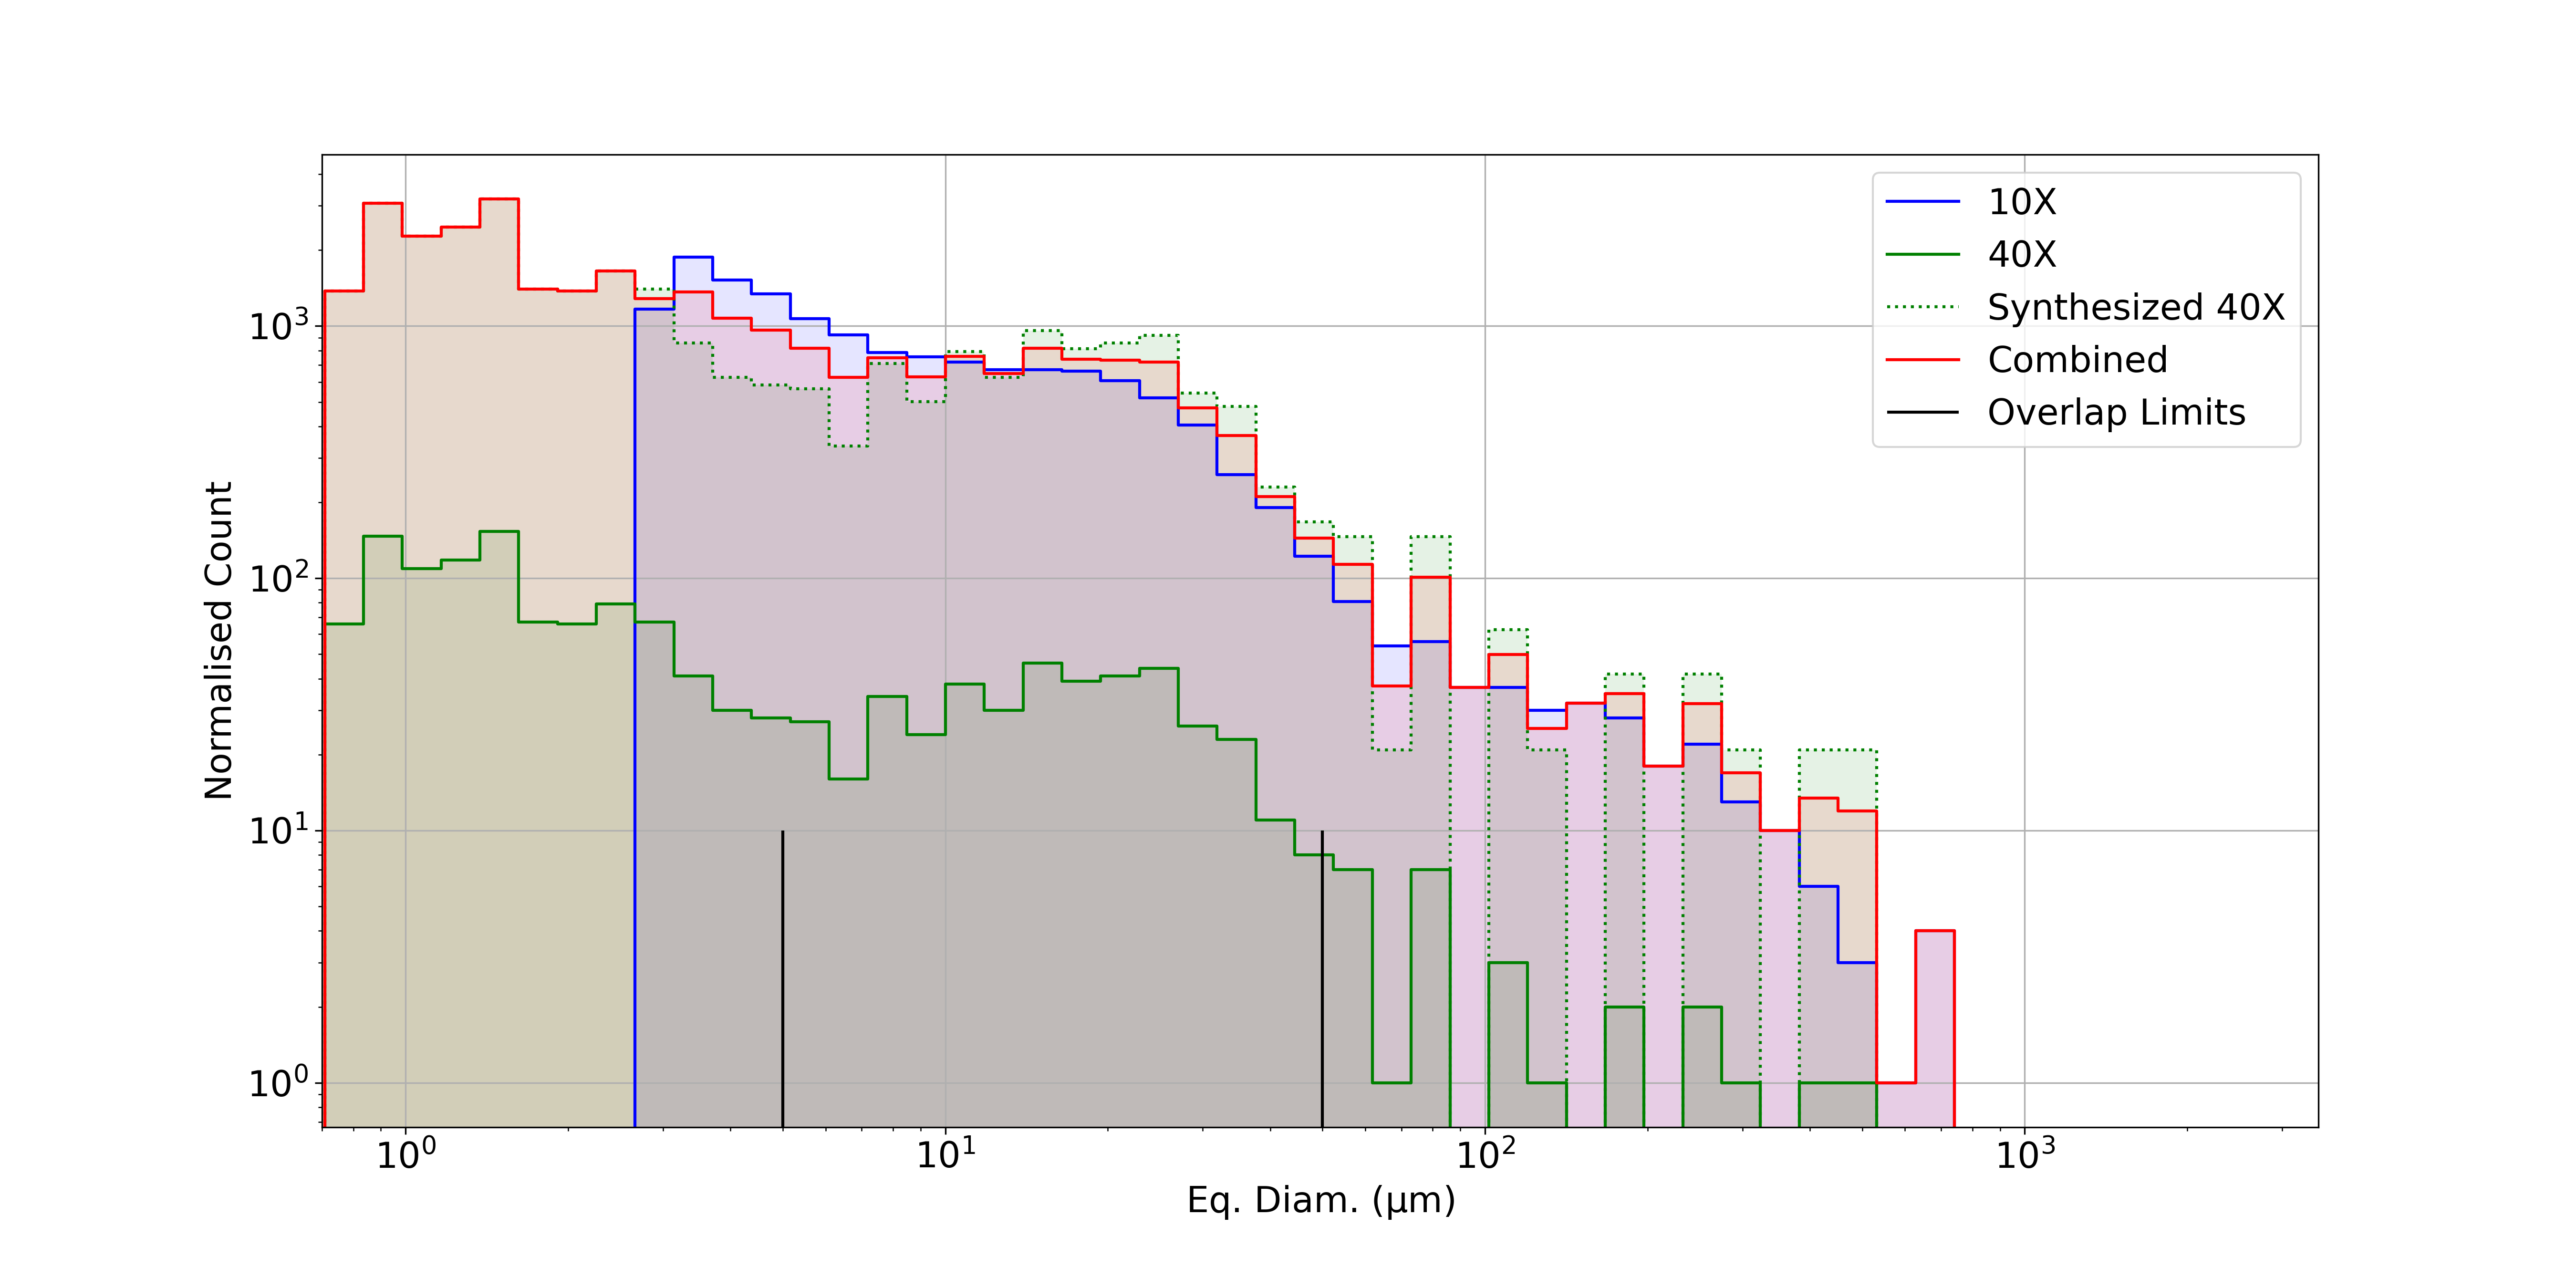 10X
40X
Synthesized 40X
Combined
Overlap Limits
Normalised Count
10³
10²
10¹
10⁰
10⁰ 10¹ 10² 10³
Eq. Diam. (μm)